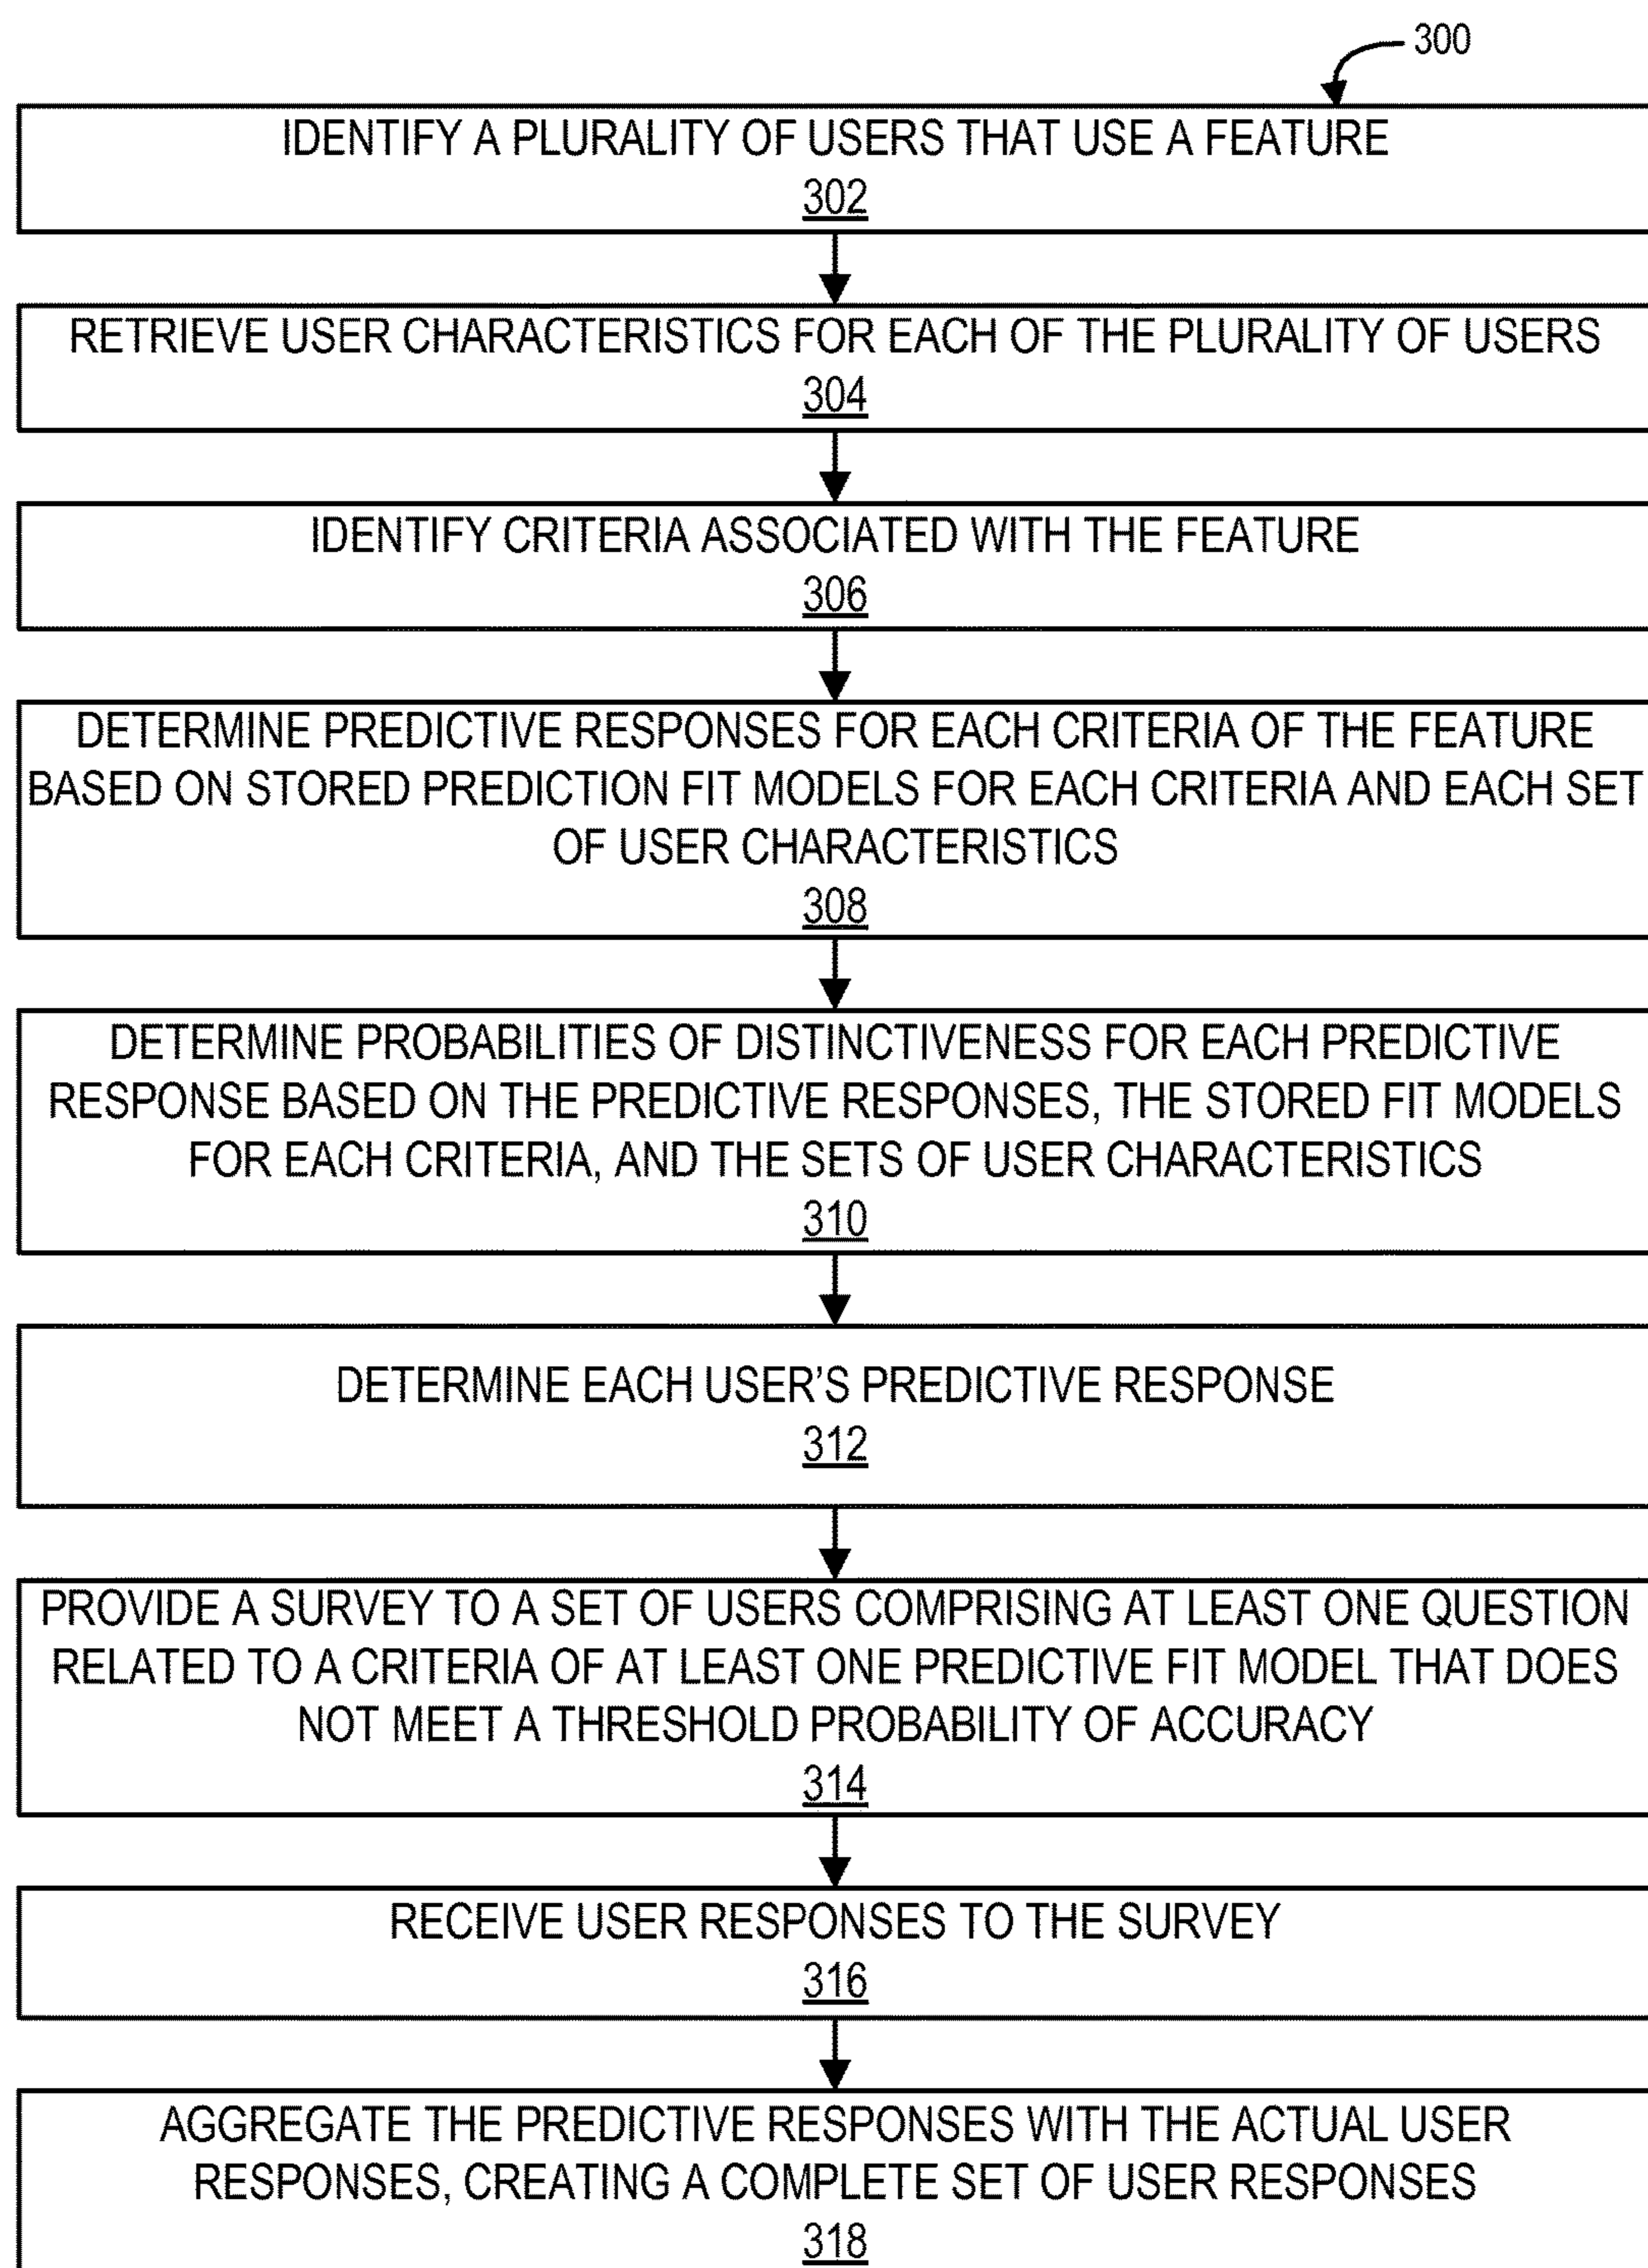 300
IDENTIFY A PLURALITY OF USERS THAT USE A FEATURE
302
RETRIEVE USER CHARACTERISTICS FOR EACH OF THE PLURALITY OF USERS
304
IDENTIFY CRITERIA ASSOCIATED WITH THE FEATURE
306
DETERMINE PREDICTIVE RESPONSES FOR EACH CRITERIA OF THE FEATURE
BASED ON STORED PREDICTION FIT MODELS FOR EACH CRITERIA AND EACH SET
OF USER CHARACTERISTICS
308
DETERMINE PROBABILITIES OF DISTINCTIVENESS FOR EACH PREDICTIVE
RESPONSE BASED ON THE PREDICTIVE RESPONSES, THE STORED FIT MODELS
FOR EACH CRITERIA, AND THE SETS OF USER CHARACTERISTICS
310
DETERMINE EACH USER'S PREDICTIVE RESPONSE
312
PROVIDE A SURVEY TO A SET OF USERS COMPRISING AT LEAST ONE QUESTION
RELATED TO A CRITERIA OF AT LEAST ONE PREDICTIVE FIT MODEL THAT DOES
NOT MEET A THRESHOLD PROBABILITY OF ACCURACY
314
RECEIVE USER RESPONSES TO THE SURVEY
316
AGGREGATE THE PREDICTIVE RESPONSES WITH THE ACTUAL USER
RESPONSES, CREATING A COMPLETE SET OF USER RESPONSES
318